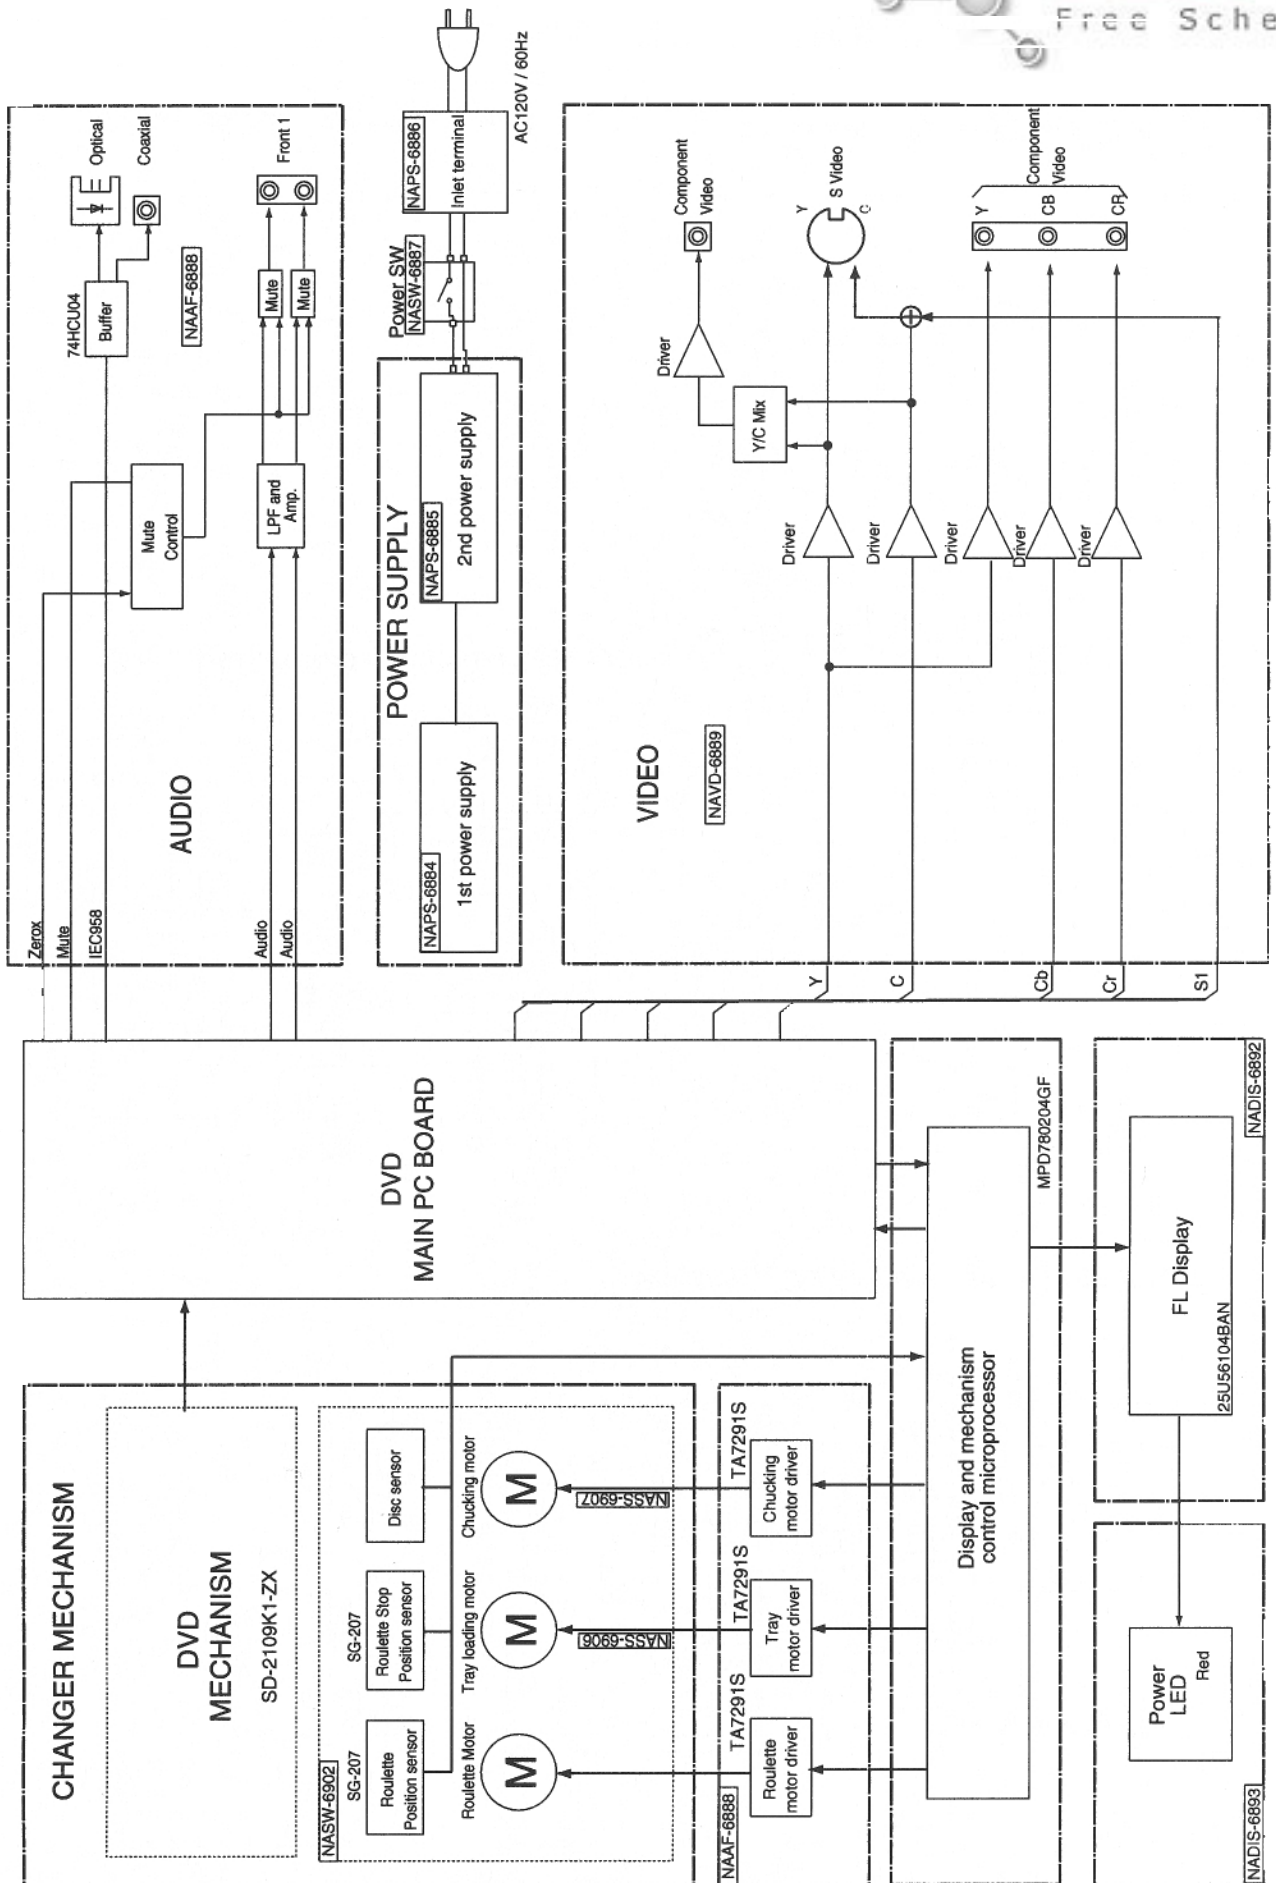 Free Sche
CHANGER MECHANISM
DVD
MECHANISM
SD-2109K1-ZX
NASW-6902
SG-207
Roulette
Position sensor
SG-207
Roulette Stop
Position sensor
Disc sensor
Roulette Motor
M
Tray loading motor
M
Chucking motor
M
NASS-6906
NASS-6907
NAAF-6888
TA7291S
Roulette
motor driver
TA7291S
Tray
motor driver
TA7291S
Chucking
motor driver
Display and mechanism
control microprocessor
MPD780204GF
NADIS-6893
Power
LED
Red
FL Display
25U56104BAN
NADIS-6892
DVD
MAIN PC BOARD
Zerox
Mute
IEC958
Audio
Audio
AUDIO
Mute
Control
LPF and
Amp.
74HCU04
Buffer
NAAF-6888
Mute
Mute
Optical
Coaxial
Front 1
POWER SUPPLY
NAPS-6884
1st power supply
NAPS-6885
2nd power supply
Power SW
NASW-6887
NAPS-6886
Inlet terminal
AC120V / 60Hz
VIDEO
NAVD-6889
Y
C
Cb
Cr
S1
Driver
Driver
Driver
Driver
Driver
Y/C Mix
Driver
Component
Video
Y
S Video
C
Component
Video
Y
CB
CR